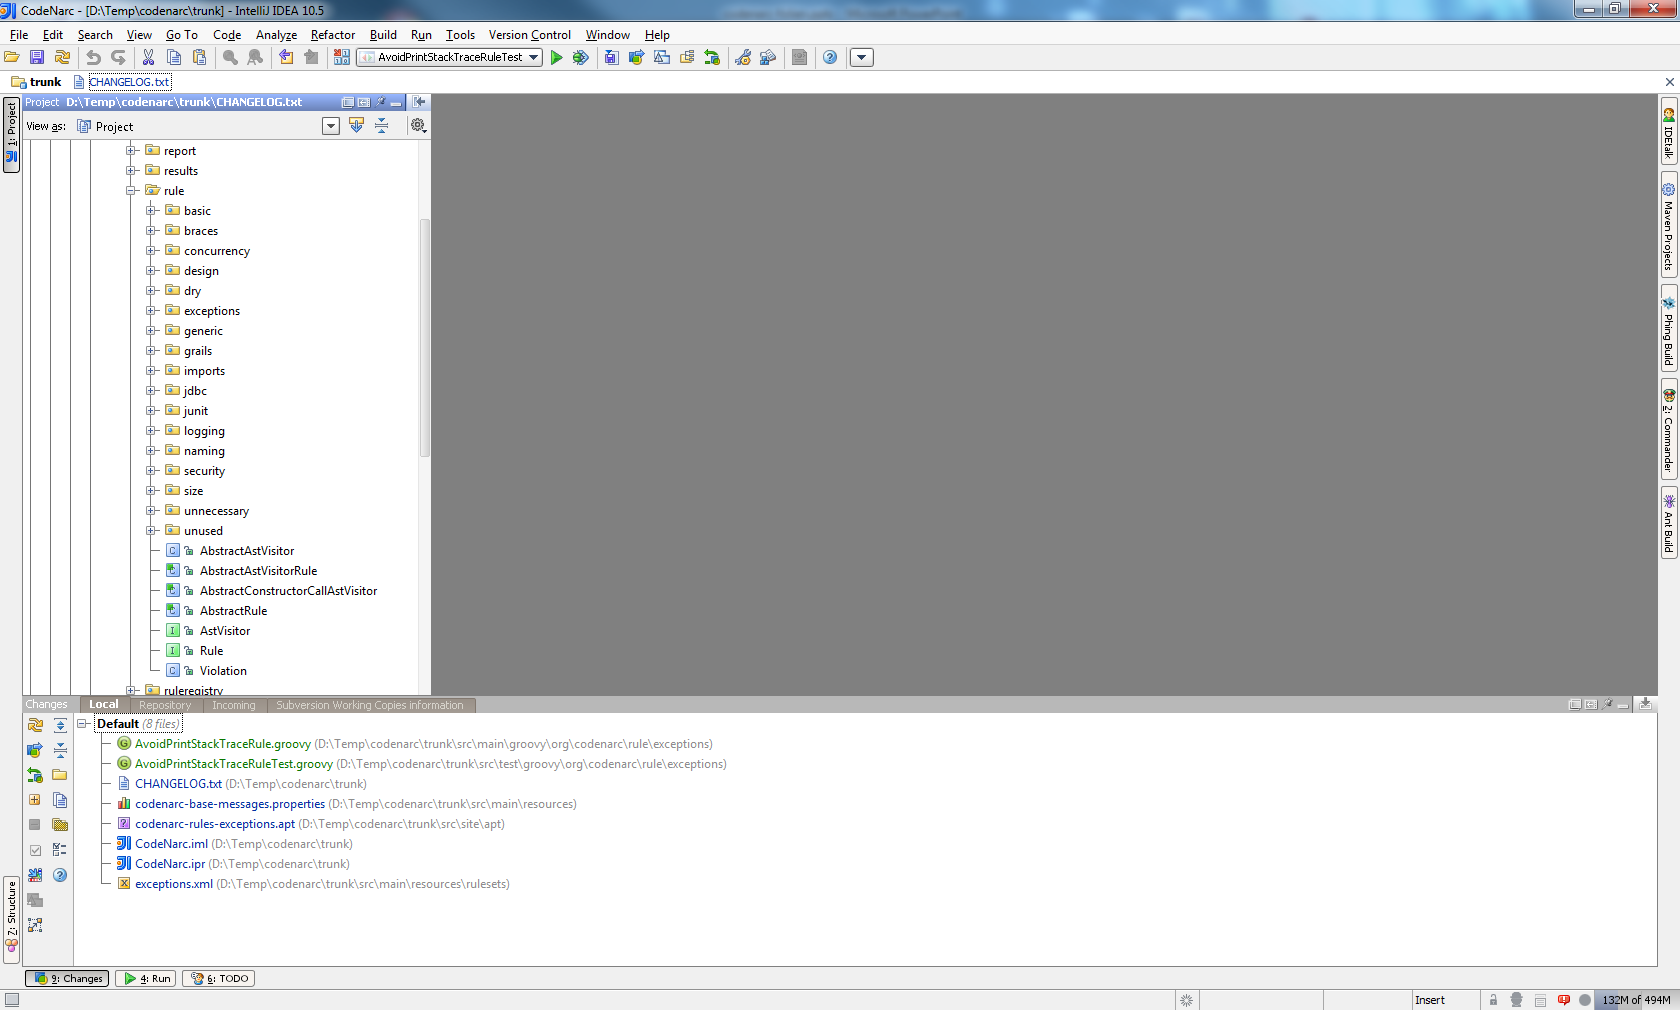 CodeNarc - [D:\Temp\codenarc\trunk] - IntelliJ IDEA 10.5
File Edit Search View Go To Code Analyze Refactor Build Run Tools Version Control Window Help
AvoidPrintStackTraceRuleTest
trunk CHANGELOG.txt
Project D:\Temp\codenarc\trunk\CHANGELOG.txt
View as: Project
1: Project
report
results
rule
basic
braces
concurrency
design
dry
exceptions
generic
grails
imports
jdbc
junit
logging
naming
security
size
unnecessary
unused
AbstractAstVisitor
AbstractAstVisitorRule
AbstractConstructorCallAstVisitor
AbstractRule
AstVisitor
Rule
Violation
ruleregistry
IDEtalk
Maven Projects
Phing Build
2: Commander
Ant Build
Changes Local Repository Incoming Subversion Working Copies information
Default (8 files)
AvoidPrintStackTraceRule.groovy (D:\Temp\codenarc\trunk\src\main\groovy\org\codenarc\rule\exceptions)
AvoidPrintStackTraceRuleTest.groovy (D:\Temp\codenarc\trunk\src\test\groovy\org\codenarc\rule\exceptions)
CHANGELOG.txt (D:\Temp\codenarc\trunk)
codenarc-base-messages.properties (D:\Temp\codenarc\trunk\src\main\resources)
codenarc-rules-exceptions.apt (D:\Temp\codenarc\trunk\src\site\apt)
CodeNarc.iml (D:\Temp\codenarc\trunk)
CodeNarc.ipr (D:\Temp\codenarc\trunk)
exceptions.xml (D:\Temp\codenarc\trunk\src\main\resources\rulesets)
7: Structure
9: Changes 4: Run 6: TODO
Insert 132M of 494M